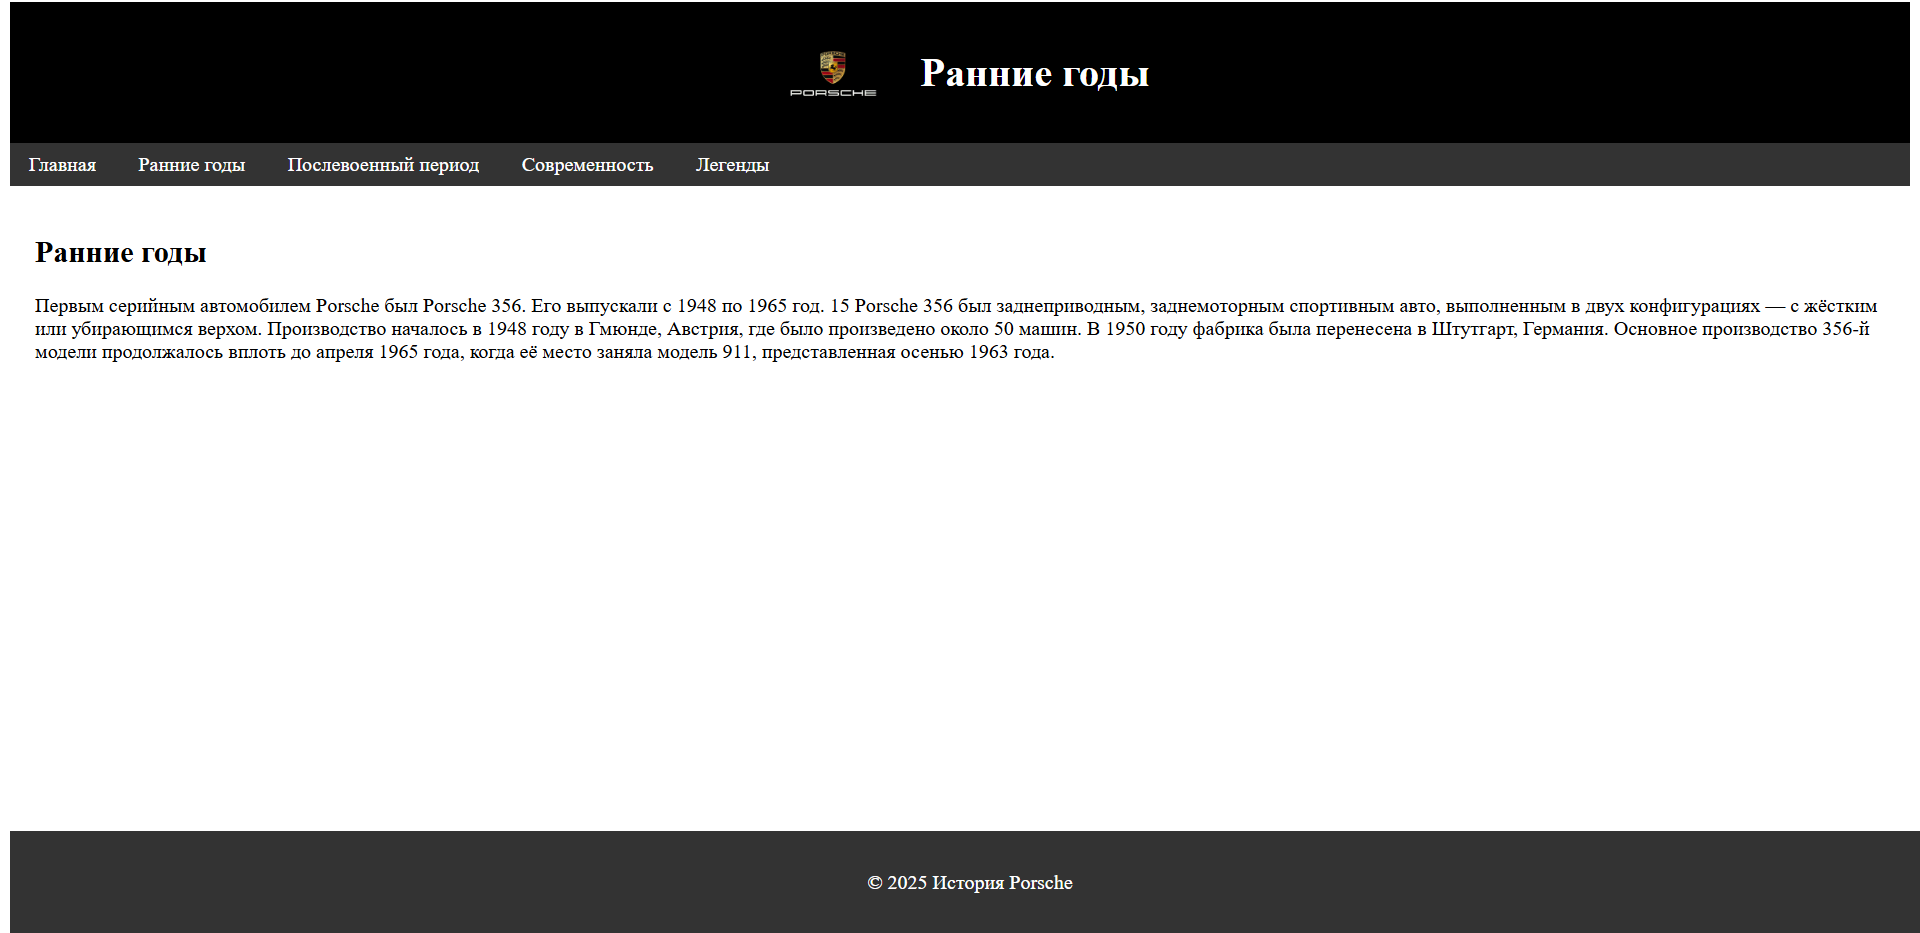 PORSCHE
Ранние годы
Главная Ранние годы Послевоенный период Современность Легенды
Ранние годы
Первым серийным автомобилем Porsche был Porsche 356. Его выпускали с 1948 по 1965 год. 15 Porsche 356 был заднеприводным, заднемоторным спортивным авто, выполненным в двух конфигурациях — с жёстким
или убирающимся верхом. Производство началось в 1948 году в Гмюнде, Австрия, где было произведено около 50 машин. В 1950 году фабрика была перенесена в Штутгарт, Германия. Основное производство 356-й
модели продолжалось вплоть до апреля 1965 года, когда её место заняла модель 911, представленная осенью 1963 года.
© 2025 История Porsche